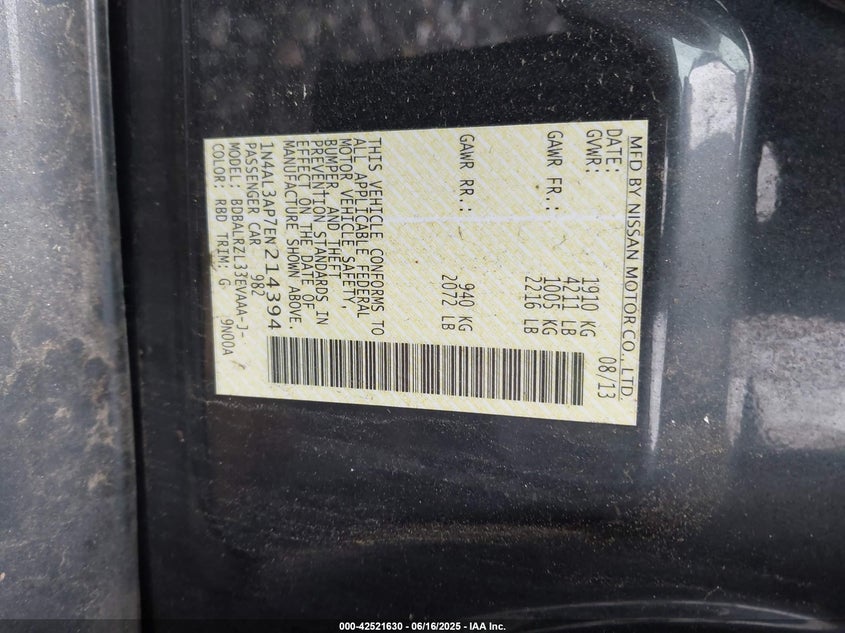 MFD BY NISSAN MOTOR CO., LTD.
DATE: 08/13
GVWR: 1910 KG
4211 LB
GAWR FR.: 1005 KG
2216 LB
GAWR RR.: 940 KG
2072 LB
THIS VEHICLE CONFORMS TO
ALL APPLICABLE FEDERAL
MOTOR VEHICLE SAFETY,
BUMPER, AND THEFT
PREVENTION STANDARDS IN
EFFECT ON THE DATE OF
MANUFACTURE SHOWN ABOVE.
1N4AL3AP7EN214394
PASSENGER CAR 982
MODEL: BDBALRZL33EVAAA-J-
COLOR: RBD TRIM: G 9N00A
000-42521630 - 06/16/2025 - IAA Inc.